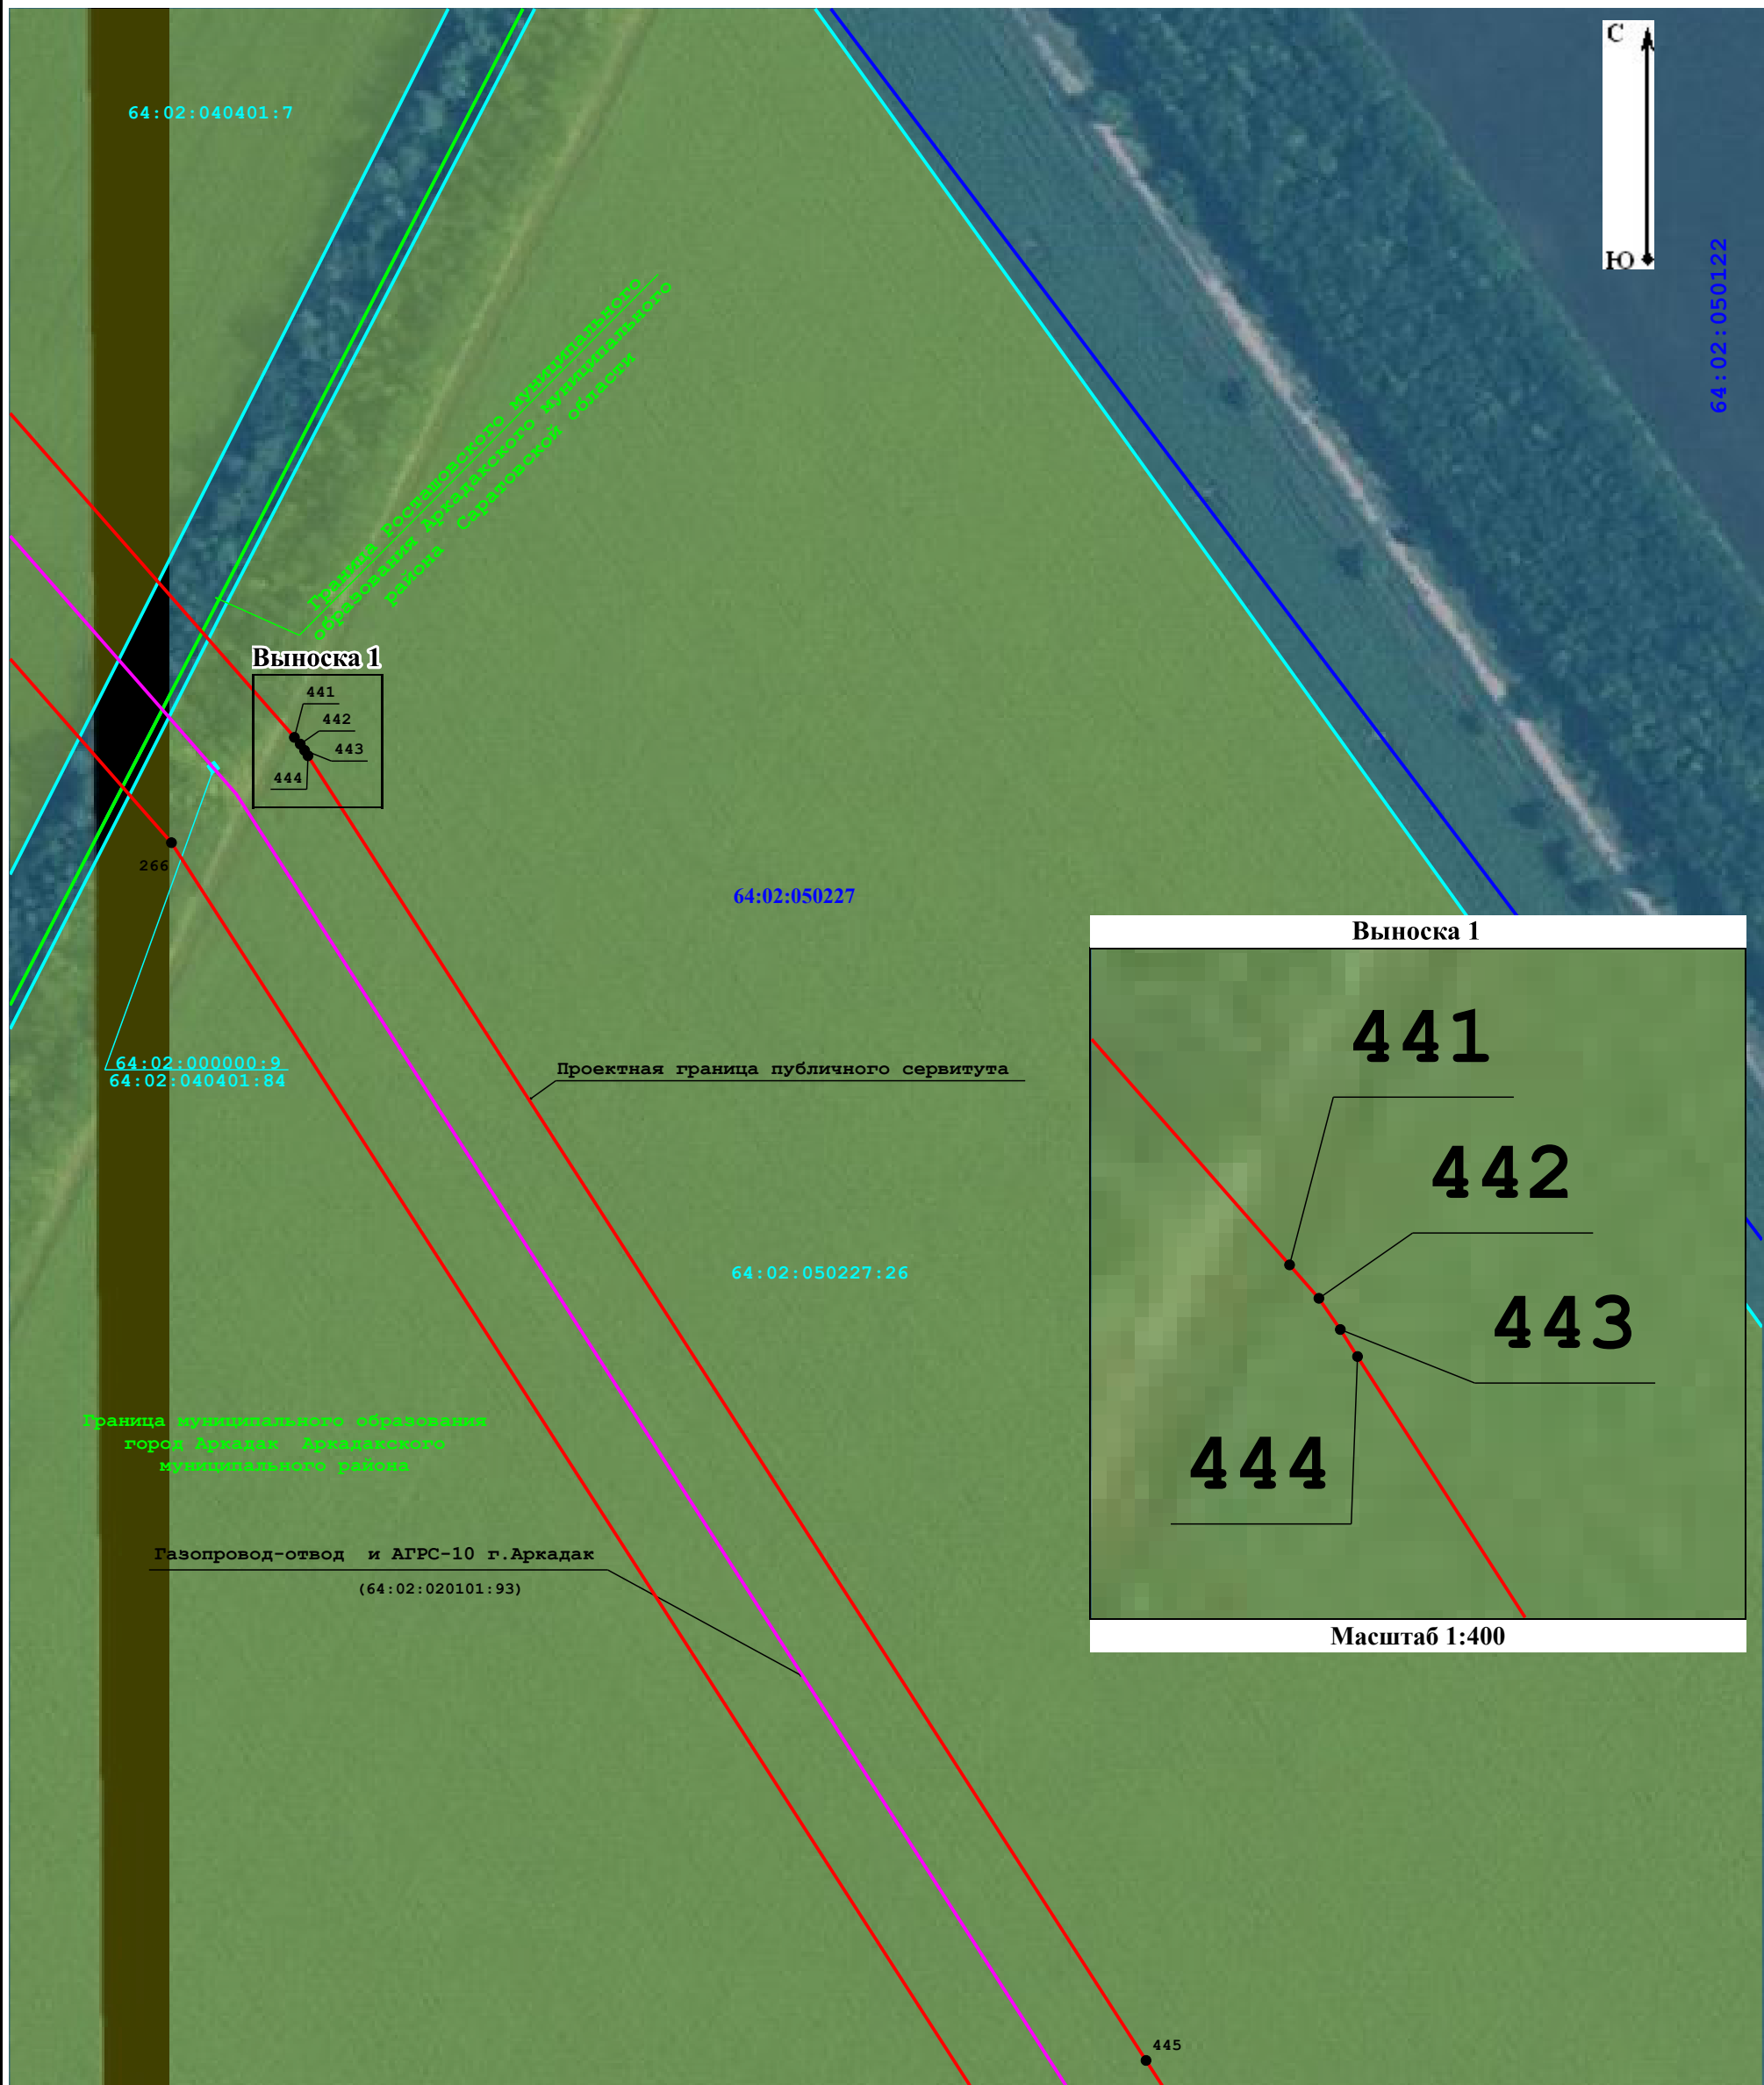 С
Ю
64:02:040401:7
64:02:050122
Граница Росташовского муниципального
образования Аркадакского муниципального
района Саратовской области
Выноска 1
441
442
443
444
266
64:02:050227
64:02:000000:9
64:02:040401:84
Проектная граница публичного сервитута
64:02:050227:26
Выноска 1
441
442
443
444
Масштаб 1:400
Граница муниципального образования
город Аркадак Аркадакского
муниципального района
Газопровод-отвод и АГРС-10 г.Аркадак
(64:02:020101:93)
445